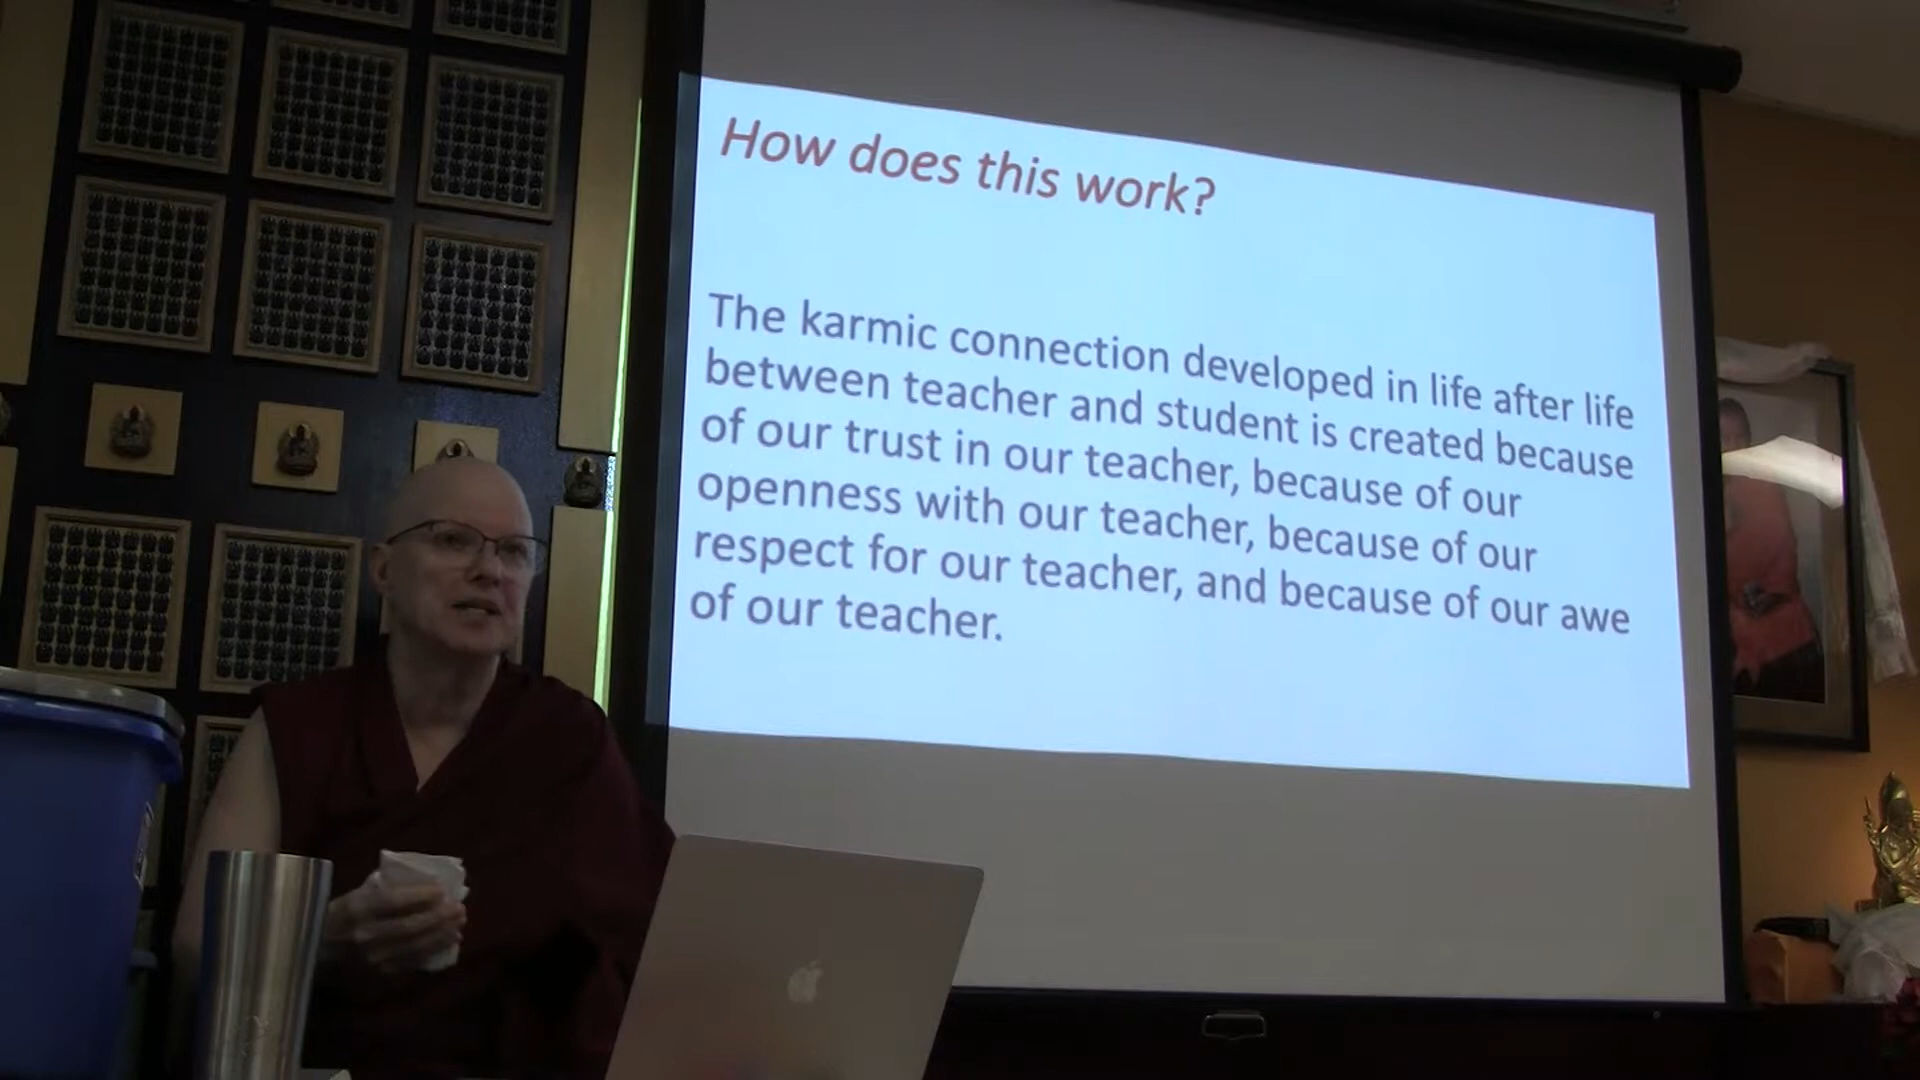 How does this work?
The karmic connection developed in life after life
between teacher and student is created because
of our trust in our teacher, because of our
openness with our teacher, because of our
respect for our teacher, and because of our awe
of our teacher.